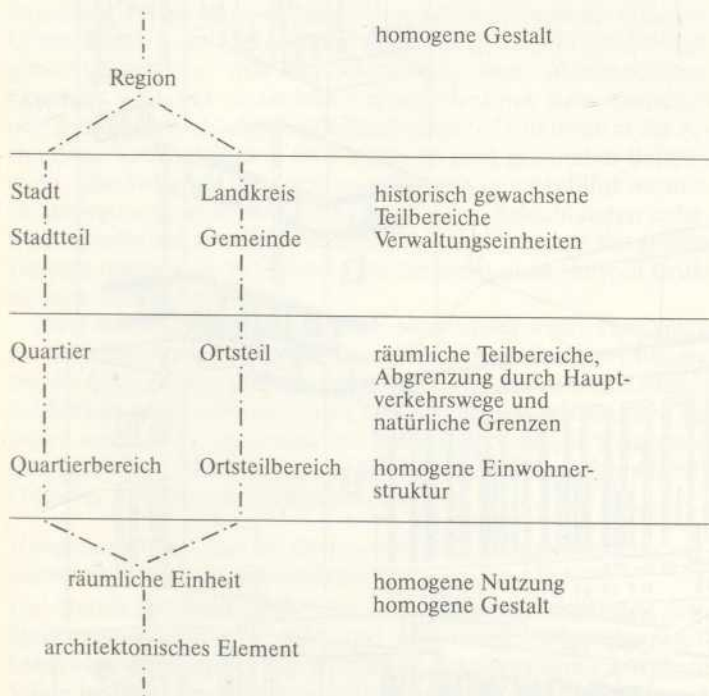 homogene Gestalt
Region
Stadt Landkreis historisch gewachsene
Teilbereiche
Stadtteil Gemeinde Verwaltungseinheiten
Quartier Ortsteil räumliche Teilbereiche,
Abgrenzung durch Haupt-
verkehrswege und
natürliche Grenzen
Quartierbereich Ortsteilbereich homogene Einwohner-
struktur
räumliche Einheit homogene Nutzung
homogene Gestalt
architektonisches Element